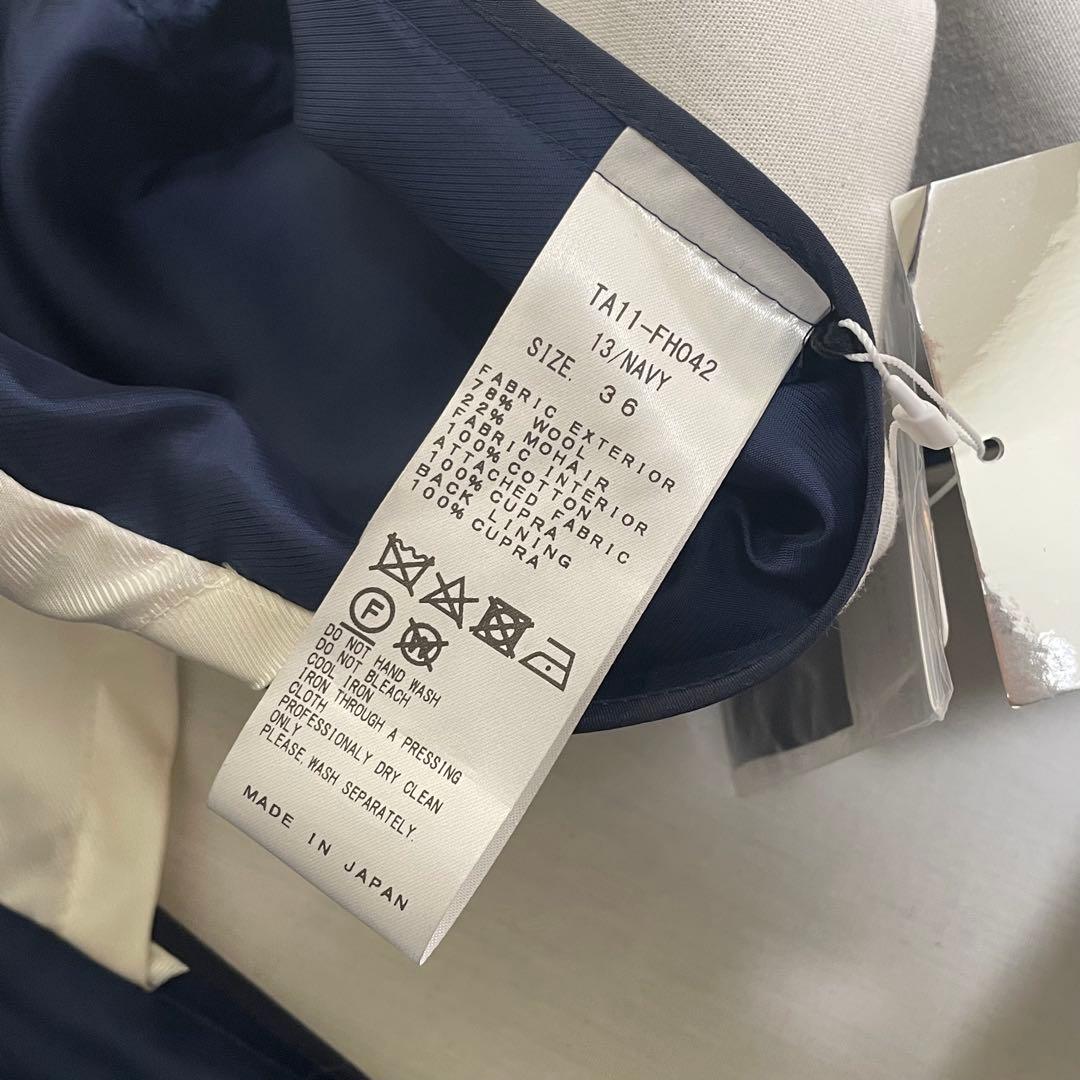 TA11-FH042
13/NAVY
SIZE. 36
FABRIC EXTERIOR
78% WOOL
22% MOHAIR
FABRIC INTERIOR
100% COTTON
ATTACHED FABRIC
100% CUPRA
BACK LINING
100% CUPRA
F
W
DO NOT HAND WASH
DO NOT BLEACH
COOL IRON
IRON THROUGH A PRESSING
CLOTH
PROFESSIONALY DRY CLEAN
ONLY
PLEASE,WASH SEPARATELY.
MADE IN JAPAN